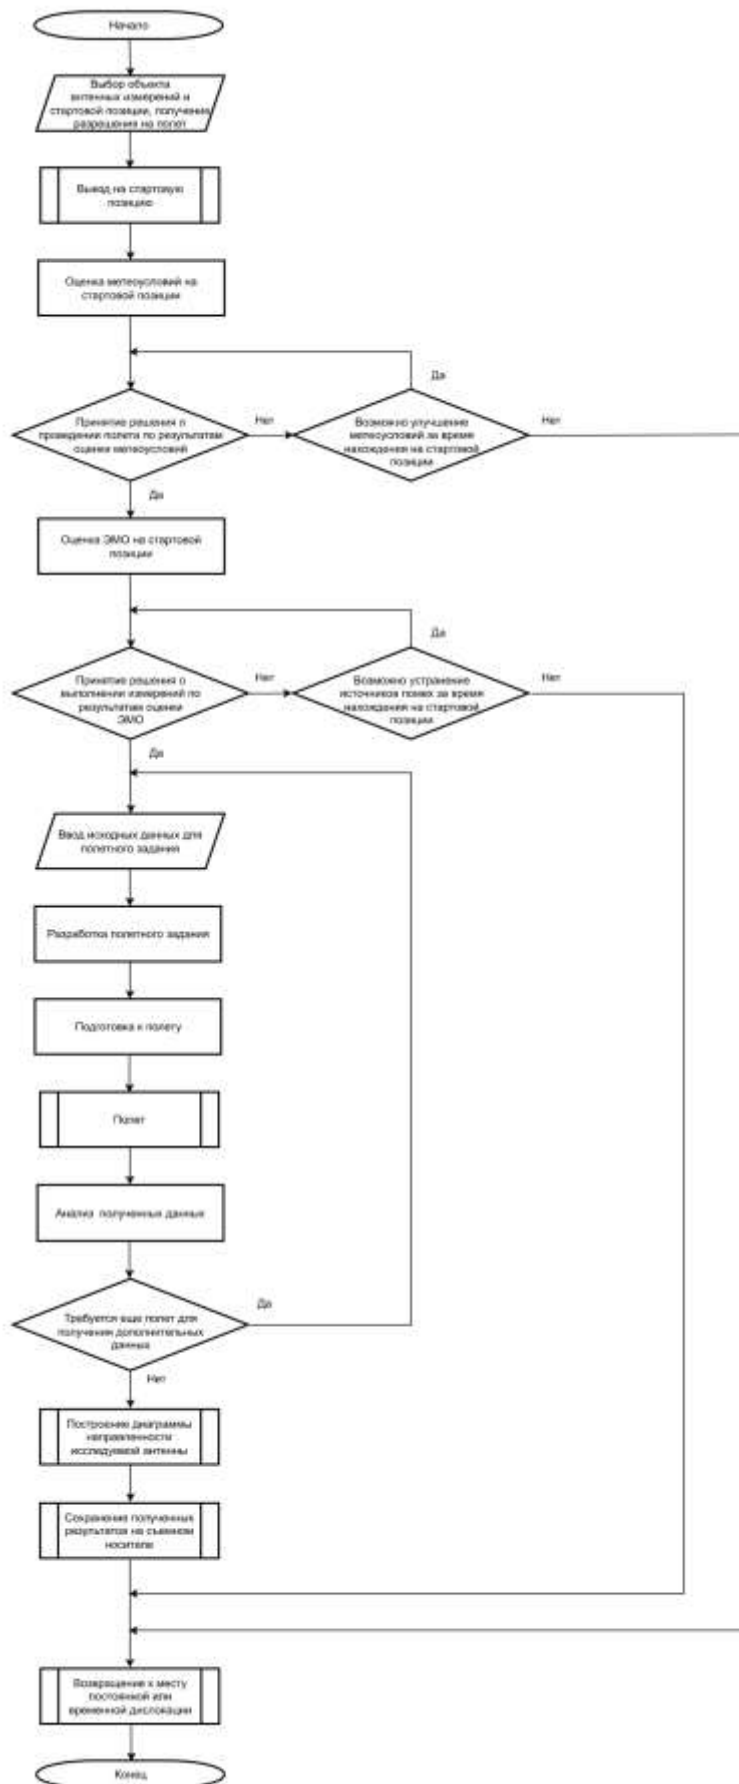 Начало
Выбор объекта
антенных измерений и
стартовой позиции, получение
разрешения на полет
Выезд на стартовую
позицию
Оценка метеоусловий на
стартовой позиции
Да
Принятие решения о
проведении полета по результатам
оценки метеоусловий
Нет
Возможно улучшение
метеоусловий за время
нахождения на стартовой
позиции
Нет
Да
Оценка ЭМО на стартовой
позиции
Да
Принятие решения о
выполнении измерений по
результатам оценки
ЭМО
Нет
Возможно устранение
источников помех за время
нахождения на стартовой
позиции
Нет
Да
Ввод исходных данных для
полетного задания
Разработка полетного задания
Подготовка к полету
Полет
Анализ полученных данных
Требуется еще полет для
получения дополнительных
данных
Да
Нет
Построение диаграммы
направленности
исследуемой антенны
Сохранение полученных
результатов на съемном
носителе
Возвращение к месту
постоянной или
временной дислокации
Конец